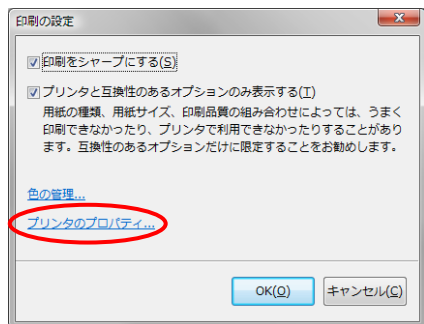 印刷の設定
印刷をシャープにする(S)
プリンタと互換性のあるオプションのみ表示する(T)
用紙の種類、用紙サイズ、印刷品質の組み合わせによっては、うまく
印刷できなかったり、プリンタで利用できなかったりすることがあり
ます。互換性のあるオプションだけに限定することをお勧めします。
色の管理...
プリンタのプロパティ...
OK(O)
キャンセル(C)